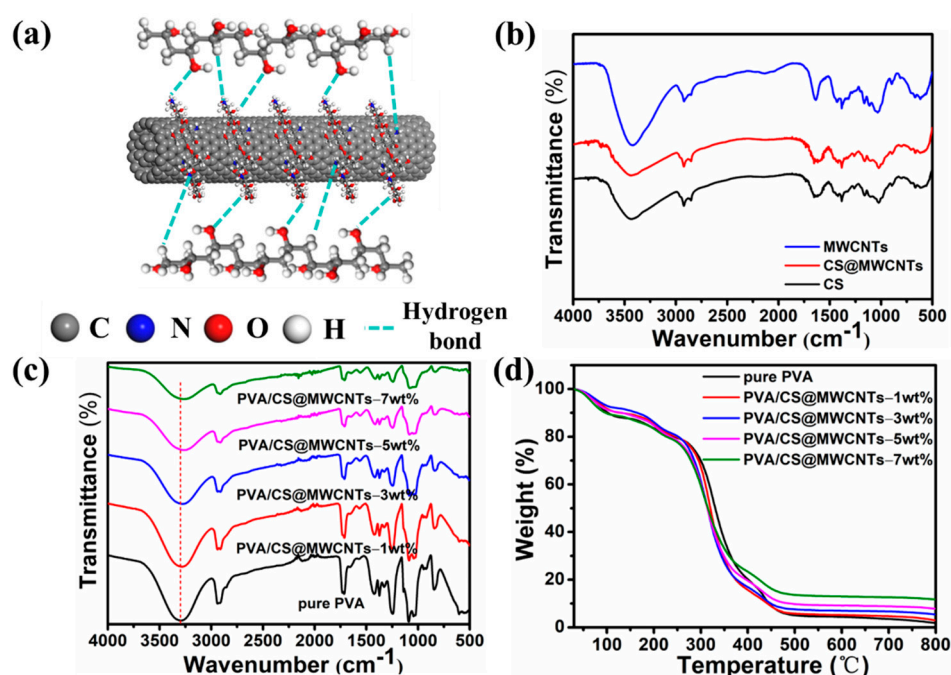 (a)
C N O H Hydrogen
bond
(b)
Transmittance (%)
MWCNTs
CS@MWCNTs
CS
4000 3500 3000 2500 2000 1500 1000 500
Wavenumber (cm⁻¹)
(c)
Transmittance (%)
PVA/CS@MWCNTs–7wt%
PVA/CS@MWCNTs–5wt%
PVA/CS@MWCNTs–3wt%
PVA/CS@MWCNTs–1wt%
pure PVA
4000 3500 3000 2500 2000 1500 1000 500
Wavenumber (cm⁻¹)
(d)
Weight (%)
100
80
60
40
20
0
pure PVA
PVA/CS@MWCNTs–1wt%
PVA/CS@MWCNTs–3wt%
PVA/CS@MWCNTs–5wt%
PVA/CS@MWCNTs–7wt%
100 200 300 400 500 600 700 800
Temperature (℃)